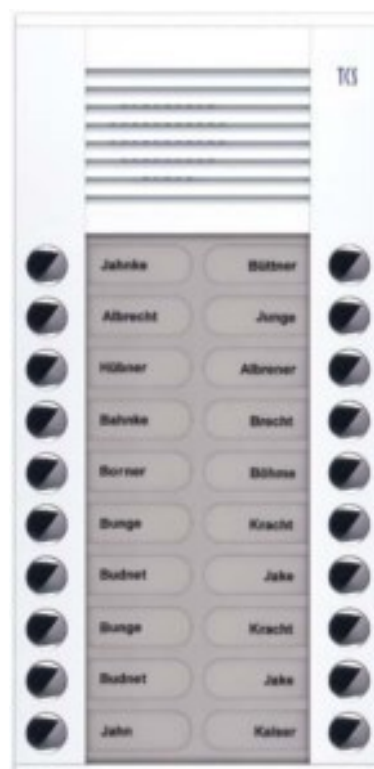 TCS
Jahnke Büttner
Albrecht Junge
Hübner Albrener
Bahnke Brecht
Borner Böhme
Bunge Kracht
Budnet Jake
Bunge Kracht
Budnet Jake
Jahn Kaiser